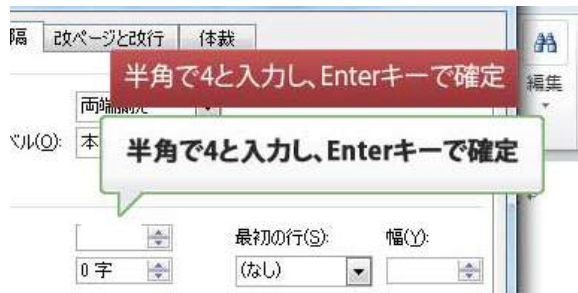 隔 改ページと改行 体裁
半角で4と入力し、Enterキーで確定
編集
両端揃え
ベル(O): 本
半角で4と入力し、Enterキーで確定
最初の行(S): 幅(Y):
0 字 (なし)